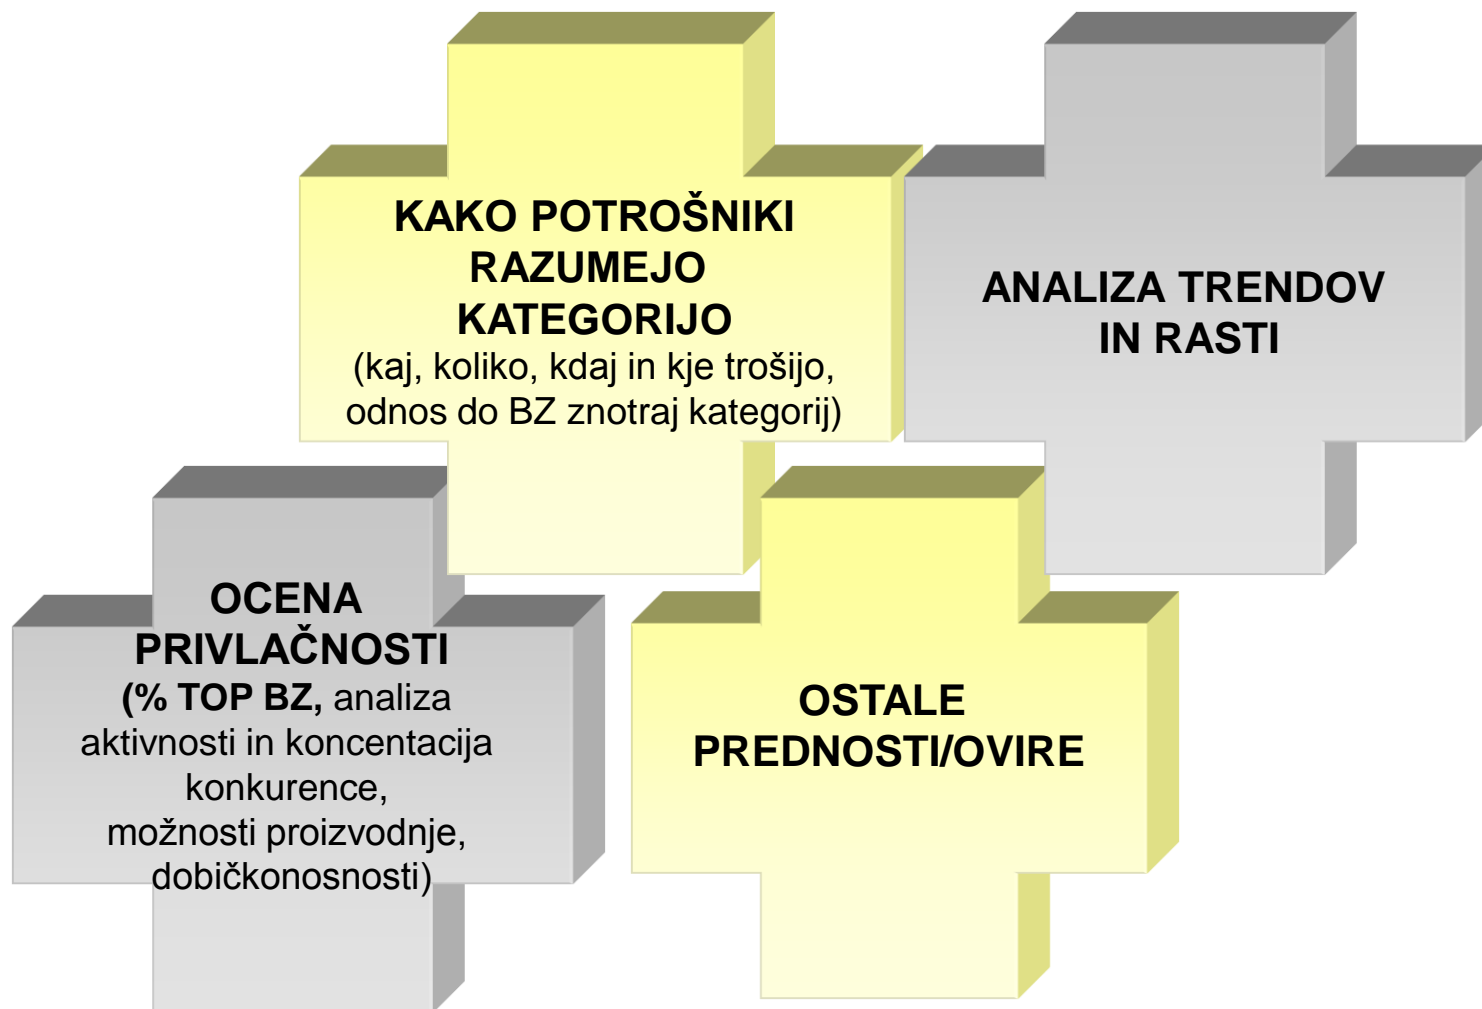 KAKO POTROŠNIKI
RAZUMEJO
KATEGORIJO
(kaj, koliko, kdaj in kje trošijo,
odnos do BZ znotraj kategorij)
ANALIZA TRENDOV
IN RASTI
OCENA
PRIVLAČNOSTI
(% TOP BZ, analiza
aktivnosti in koncentacija
konkurence,
možnosti proizvodnje,
dobičkonosnosti)
OSTALE
PREDNOSTI/OVIRE